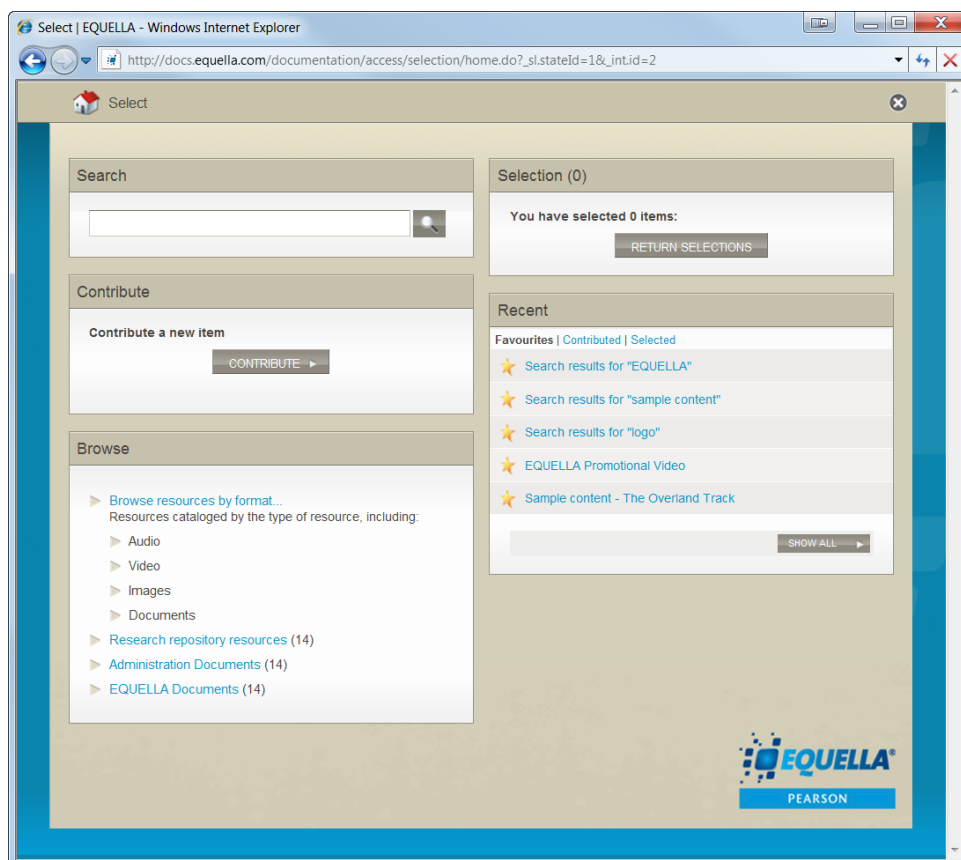 Select | EQUELLA - Windows Internet Explorer
http://docs.equella.com/documentation/access/selection/home.do?_sl.stateId=1&_int.id=2
Select
Search
Contribute
Contribute a new item
CONTRIBUTE
Browse
Browse resources by format...
Resources cataloged by the type of resource, including:
Audio
Video
Images
Documents
Research repository resources (14)
Administration Documents (14)
EQUELLA Documents (14)
Selection (0)
You have selected 0 items:
RETURN SELECTIONS
Recent
Favourites | Contributed | Selected
Search results for "EQUELLA"
Search results for "sample content"
Search results for "logo"
EQUELLA Promotional Video
Sample content - The Overland Track
SHOW ALL
EQUELLA®
PEARSON